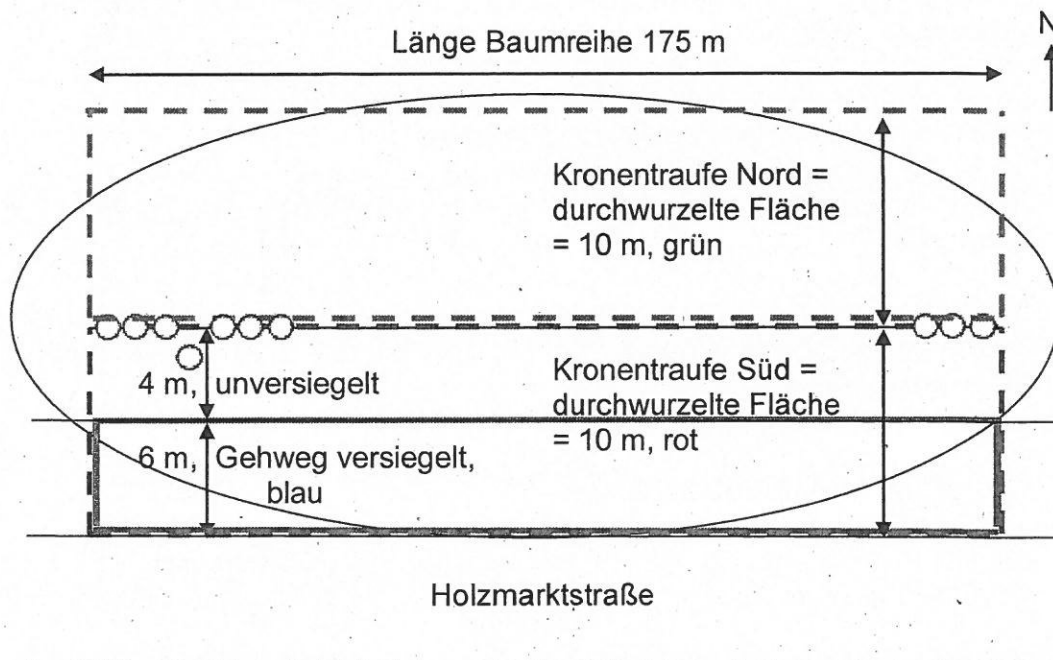 N
Länge Baumreihe 175 m
Kronentraufe Nord =
durchwurzelte Fläche
= 10 m, grün
4 m, unversiegelt
Kronentraufe Süd =
durchwurzelte Fläche
= 10 m, rot
6 m, Gehweg versiegelt,
blau
Holzmarktstraße